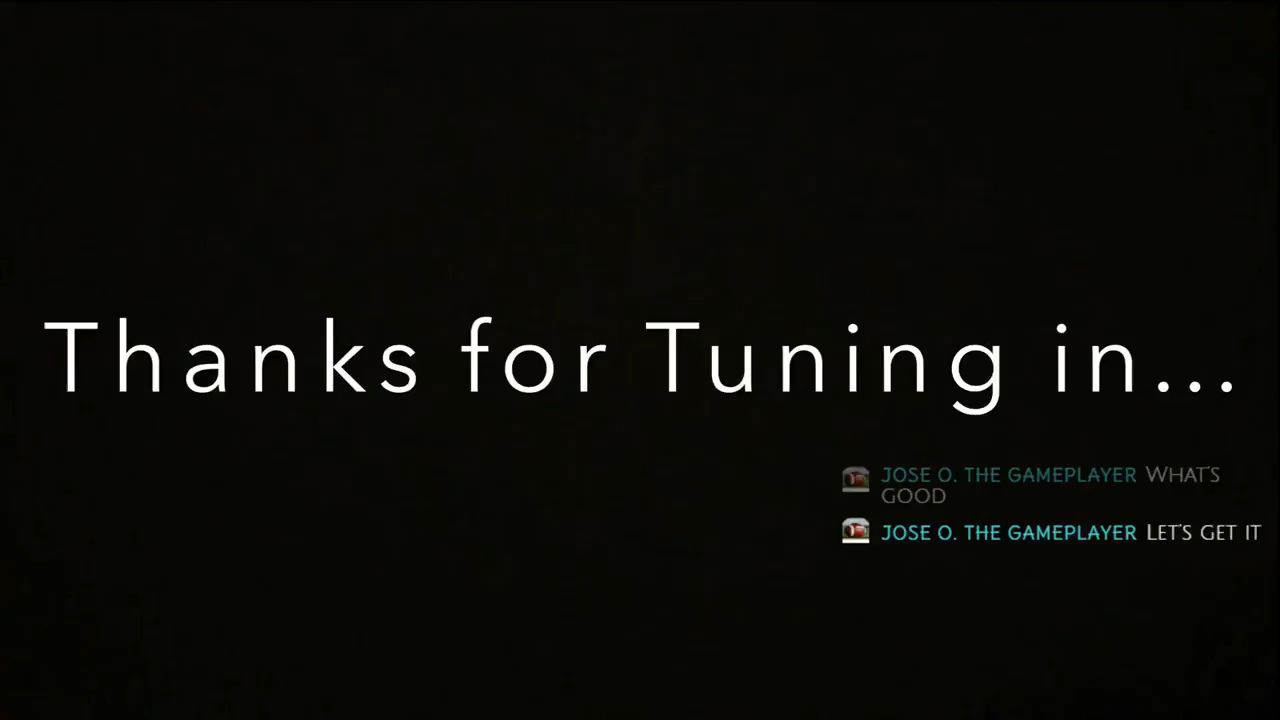 Thanks for Tuning in...
JOSE O. THE GAMEPLAYER WHAT'S
GOOD
JOSE O. THE GAMEPLAYER LET'S GET IT